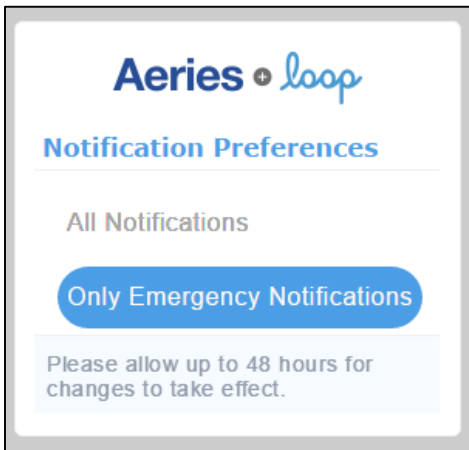 Aeries + loop
Notification Preferences
All Notifications
Only Emergency Notifications
Please allow up to 48 hours for
changes to take effect.